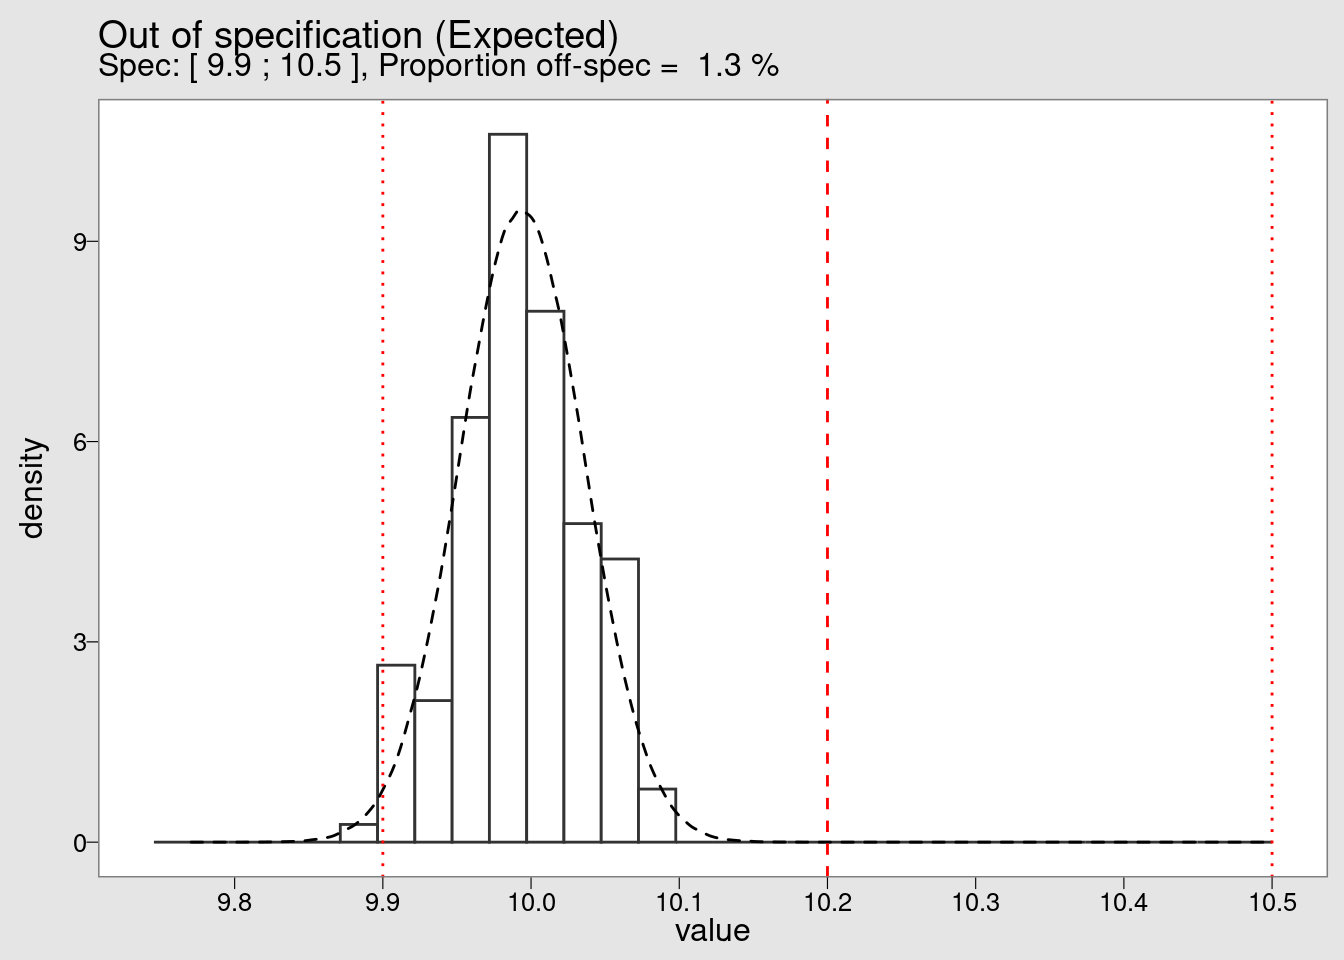 Out of specification (Expected)
Spec: [ 9.9 ; 10.5 ], Proportion off-spec =  1.3 %
9
6
3
0
density
9.8 9.9 10.0 10.1 10.2 10.3 10.4 10.5
value